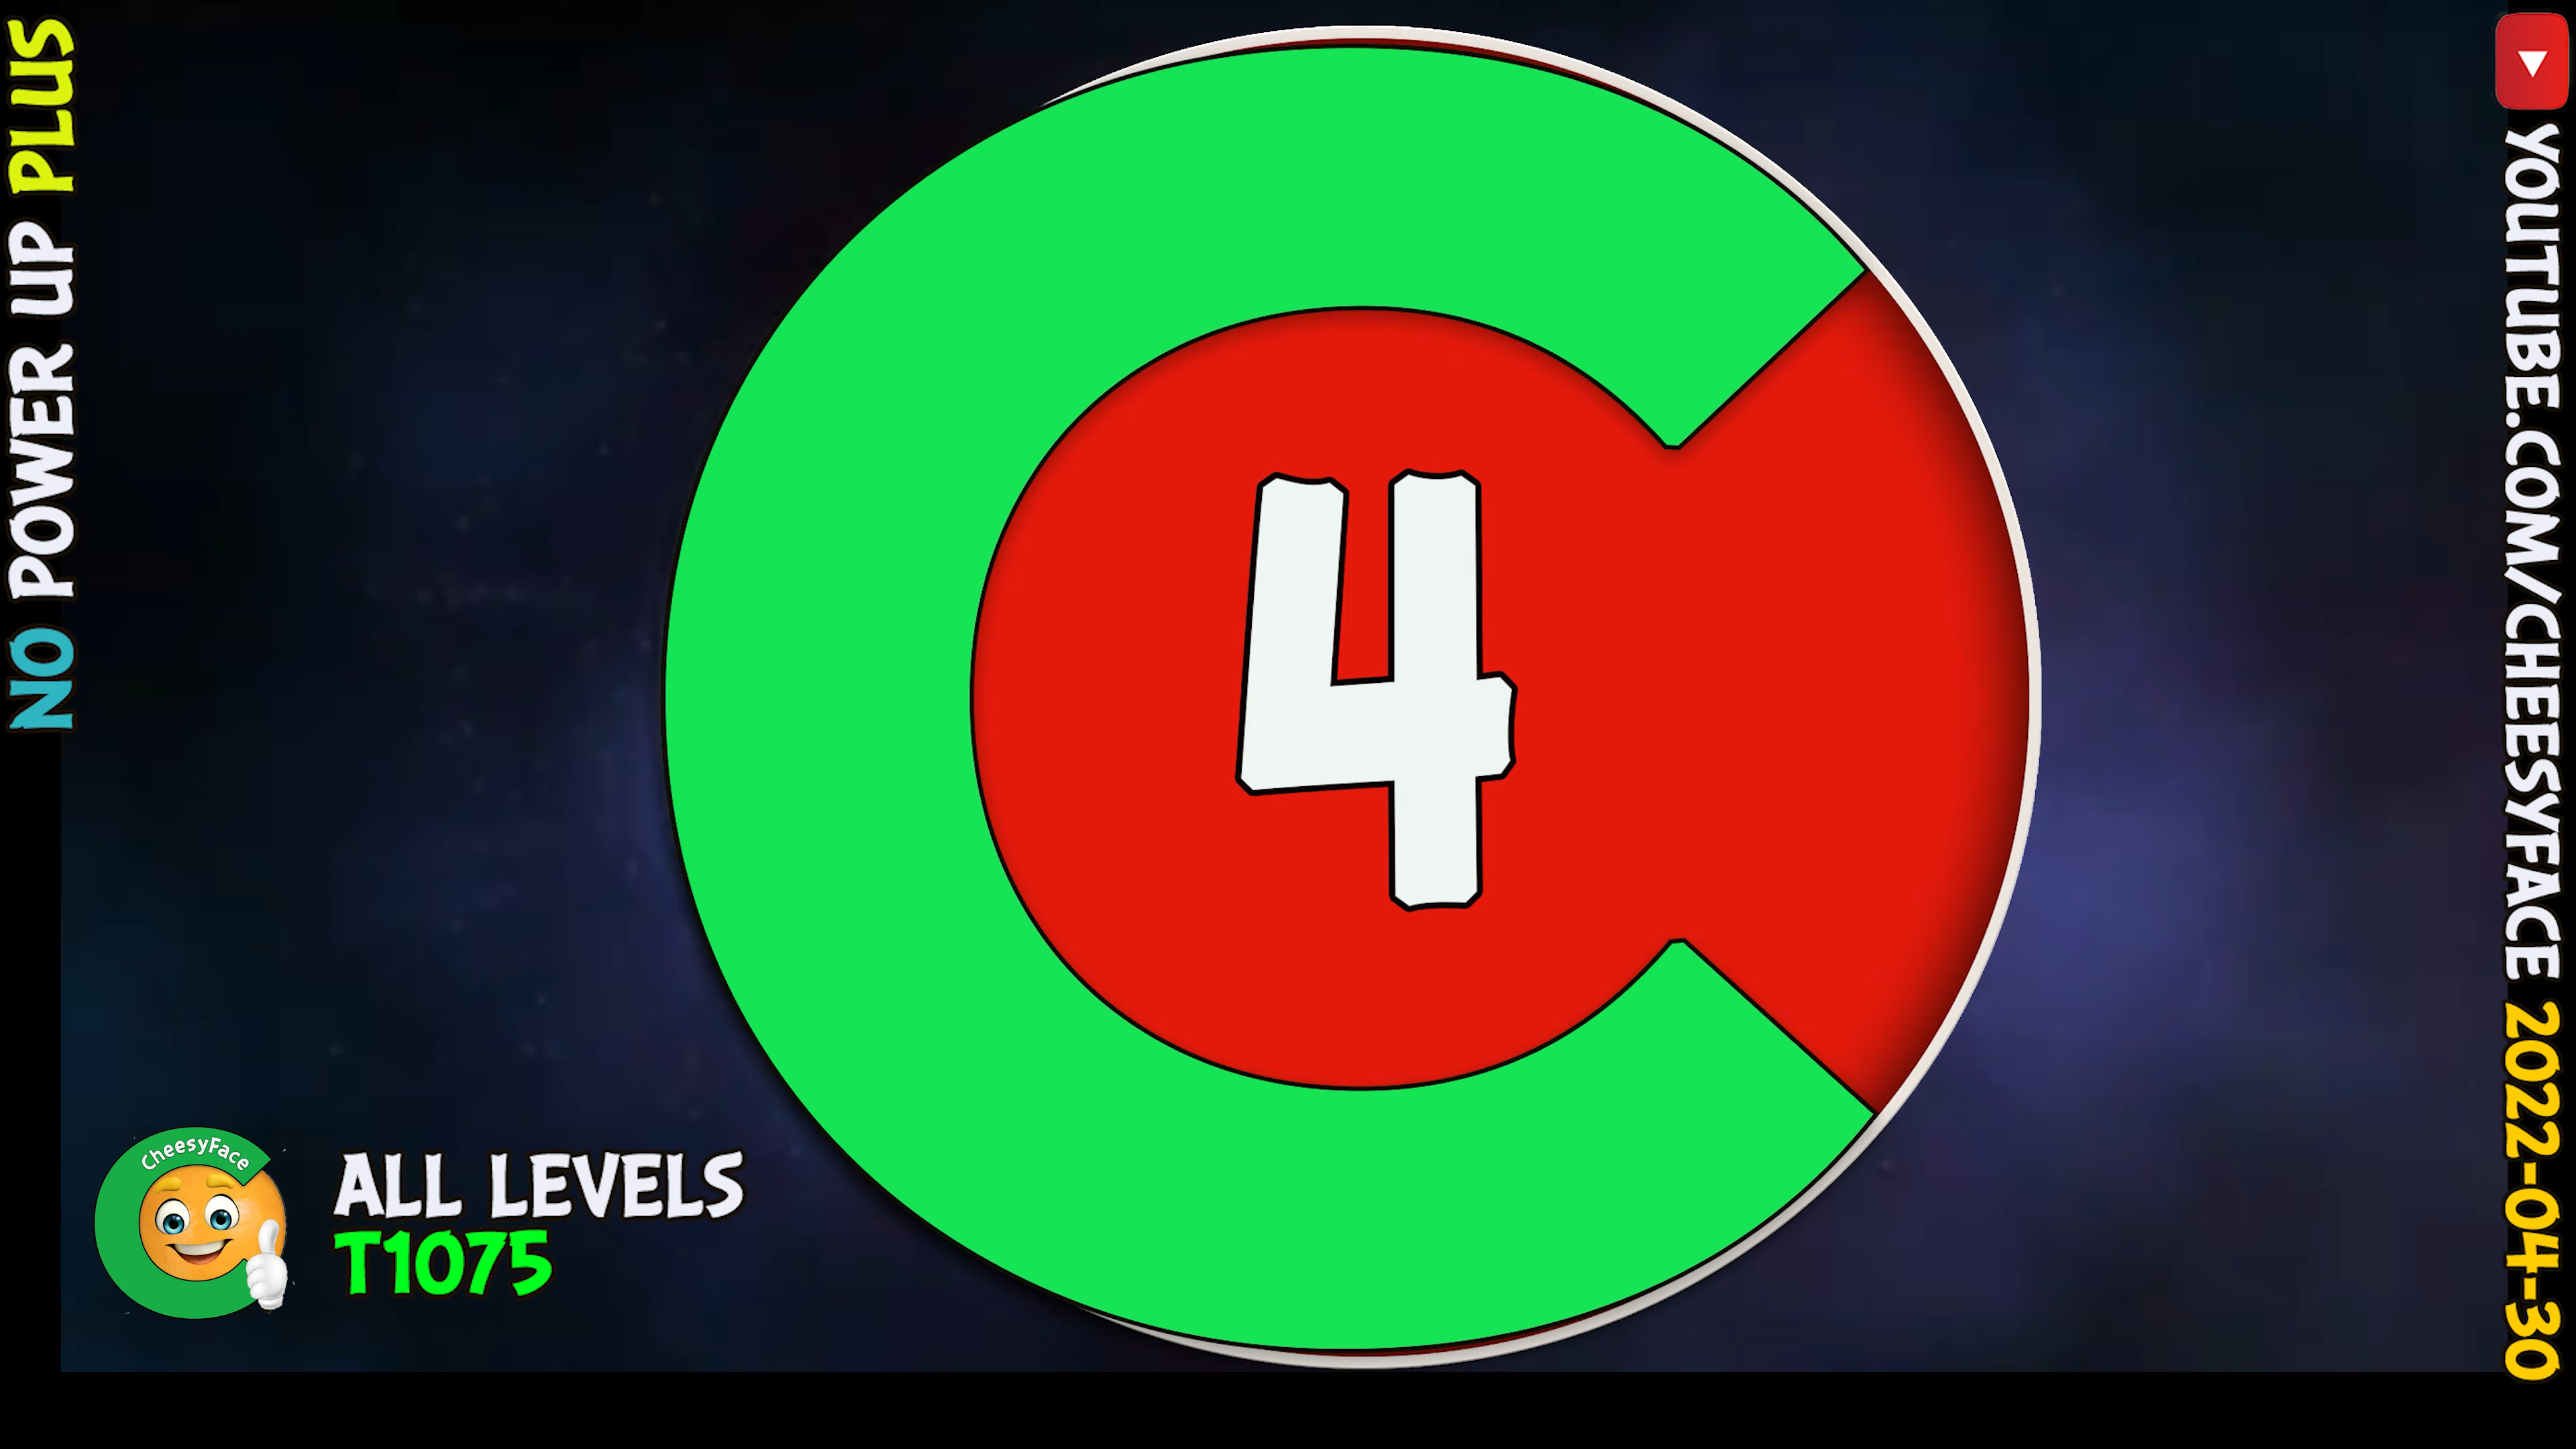 NO POWER UP PLUS
4
CheesyFace
ALL LEVELS
T1075
YOUTUBE.COM/CHEESYFACE 2022-04-30